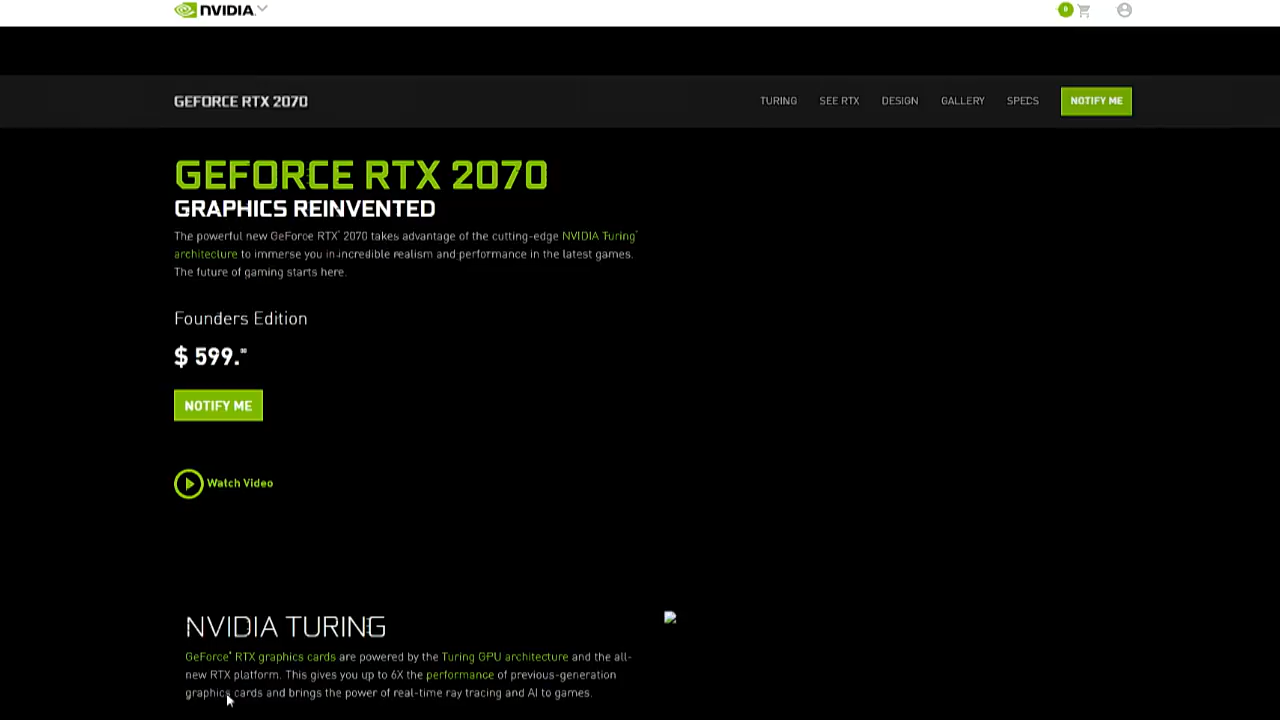 NVIDIA.
0
GEFORCE RTX 2070
TURING SEE RTX DESIGN GALLERY SPECS NOTIFY ME
GEFORCE RTX 2070
GRAPHICS REINVENTED
The powerful new GeForce RTX® 2070 takes advantage of the cutting-edge NVIDIA Turing™
architecture to immerse you in incredible realism and performance in the latest games.
The future of gaming starts here.
Founders Edition
$ 599.00
NOTIFY ME
Watch Video
NVIDIA TURING
GeForce® RTX graphics cards are powered by the Turing GPU architecture and the all-
new RTX platform. This gives you up to 6X the performance of previous-generation
graphics cards and brings the power of real-time ray tracing and AI to games.